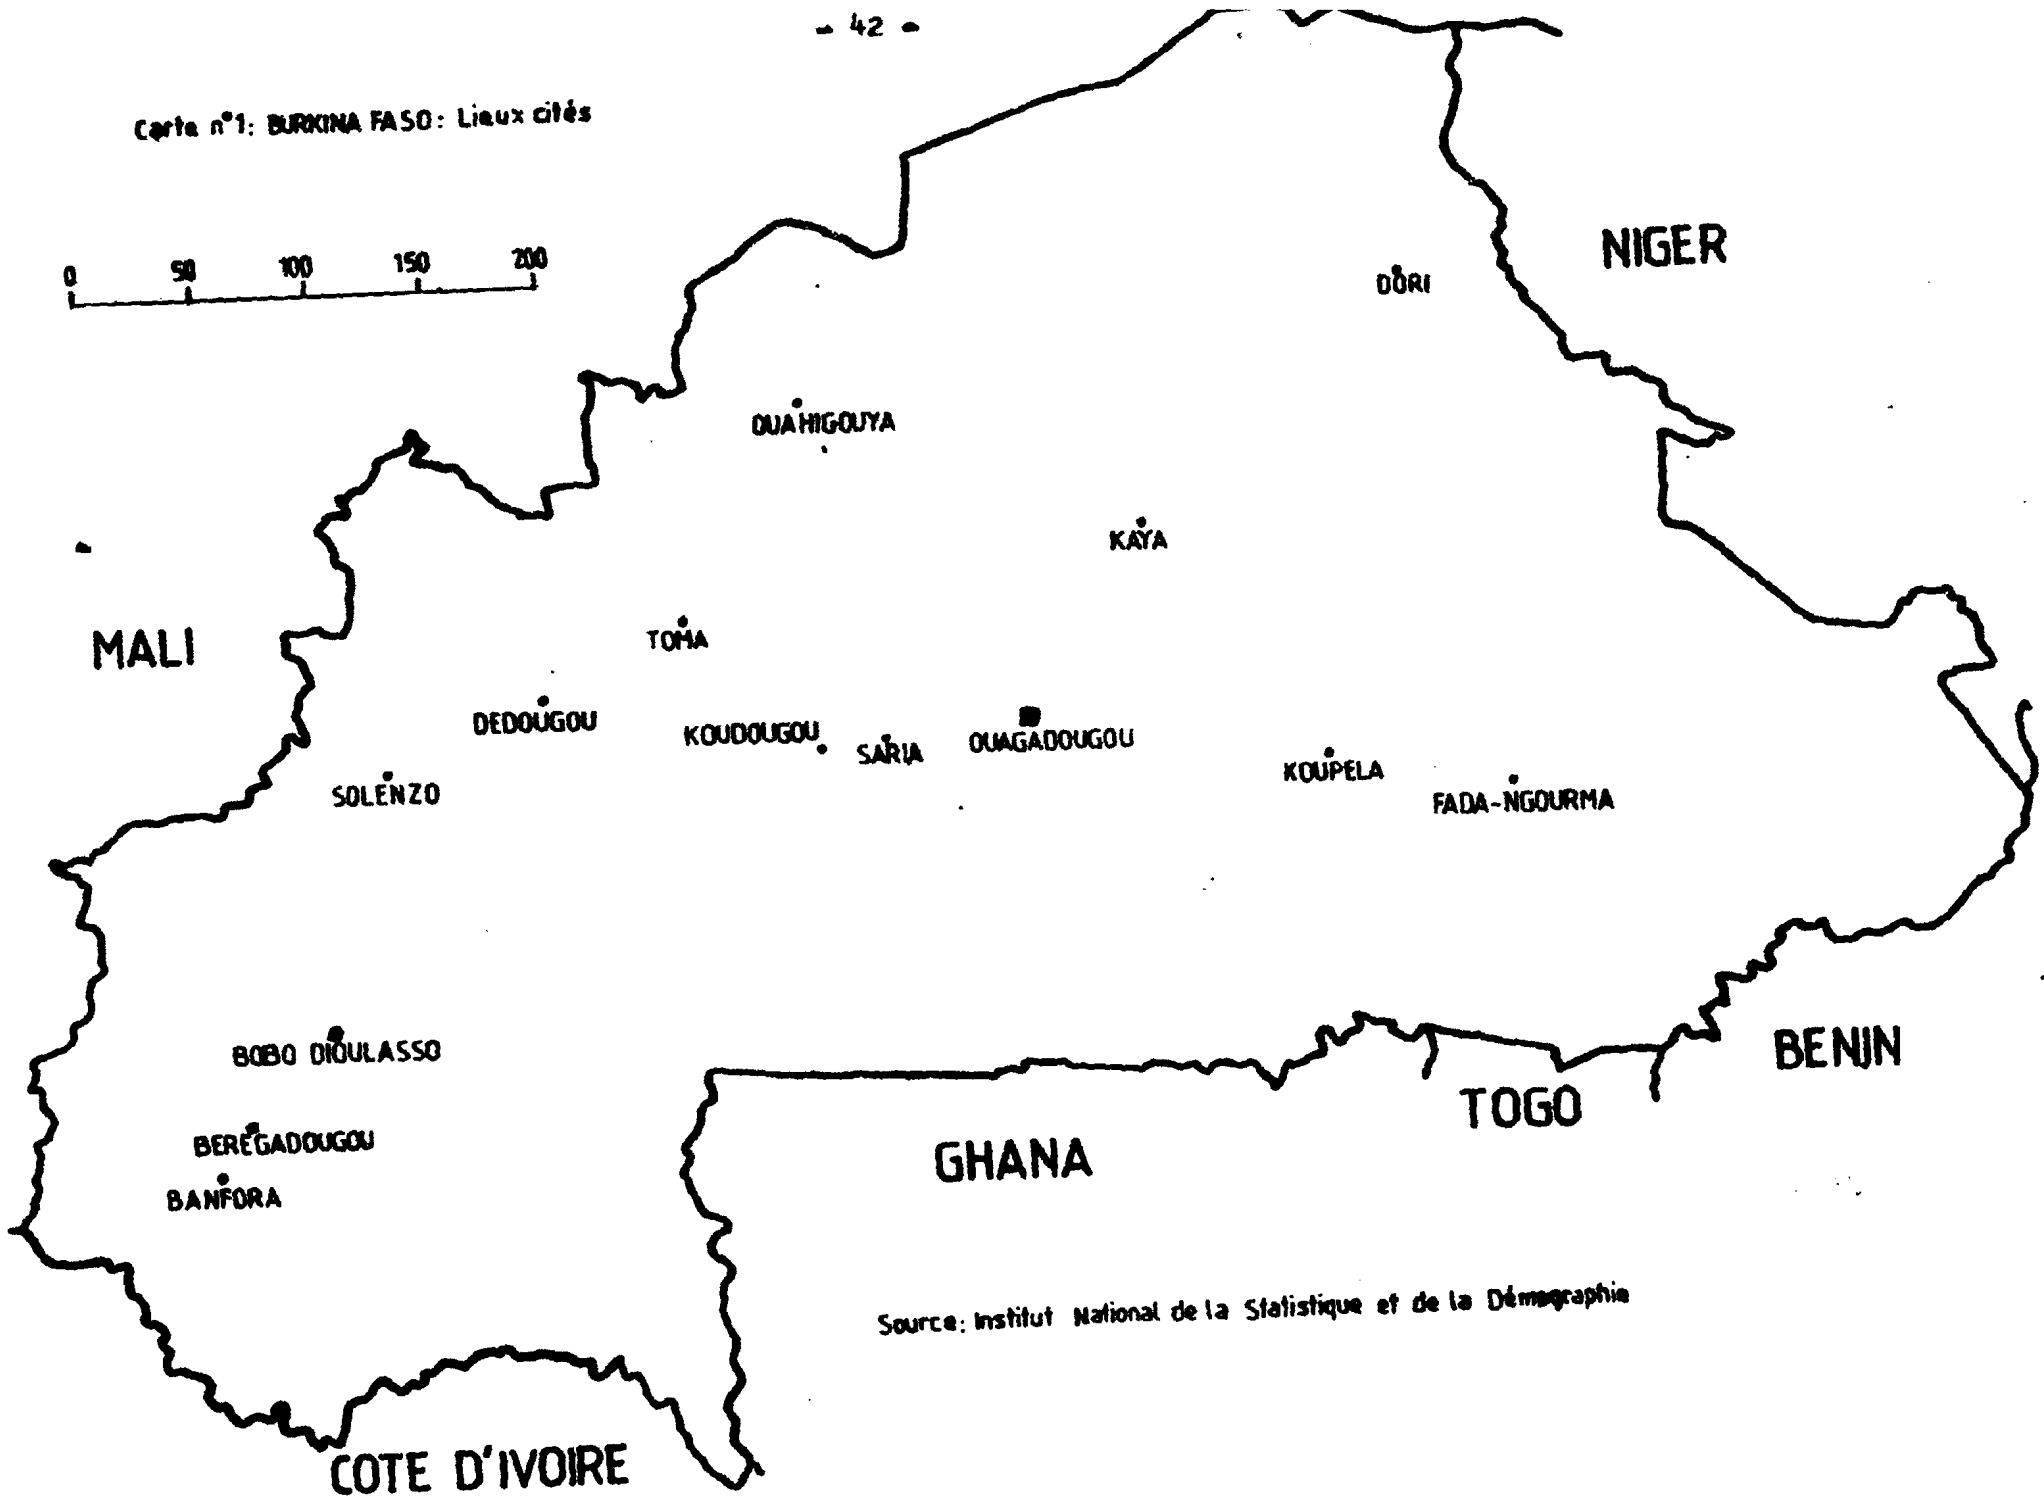 - 42 -
Carte n°1: BURKINA FASO: Lieux cités
0 50 100 150 200
NIGER
DORI
OUAHIGOUYA
KAYA
MALI
TOMA
DEDOUGOU
KOUDOUGOU
SARIA
OUAGADOUGOU
KOUPELA
SOLENZO
FADA-NGOURMA
BOBO DIOULASSO
BENIN
TOGO
BEREGADOUGOU
GHANA
BANFORA
Source: Institut National de la Statistique et de la Démographie
COTE D'IVOIRE